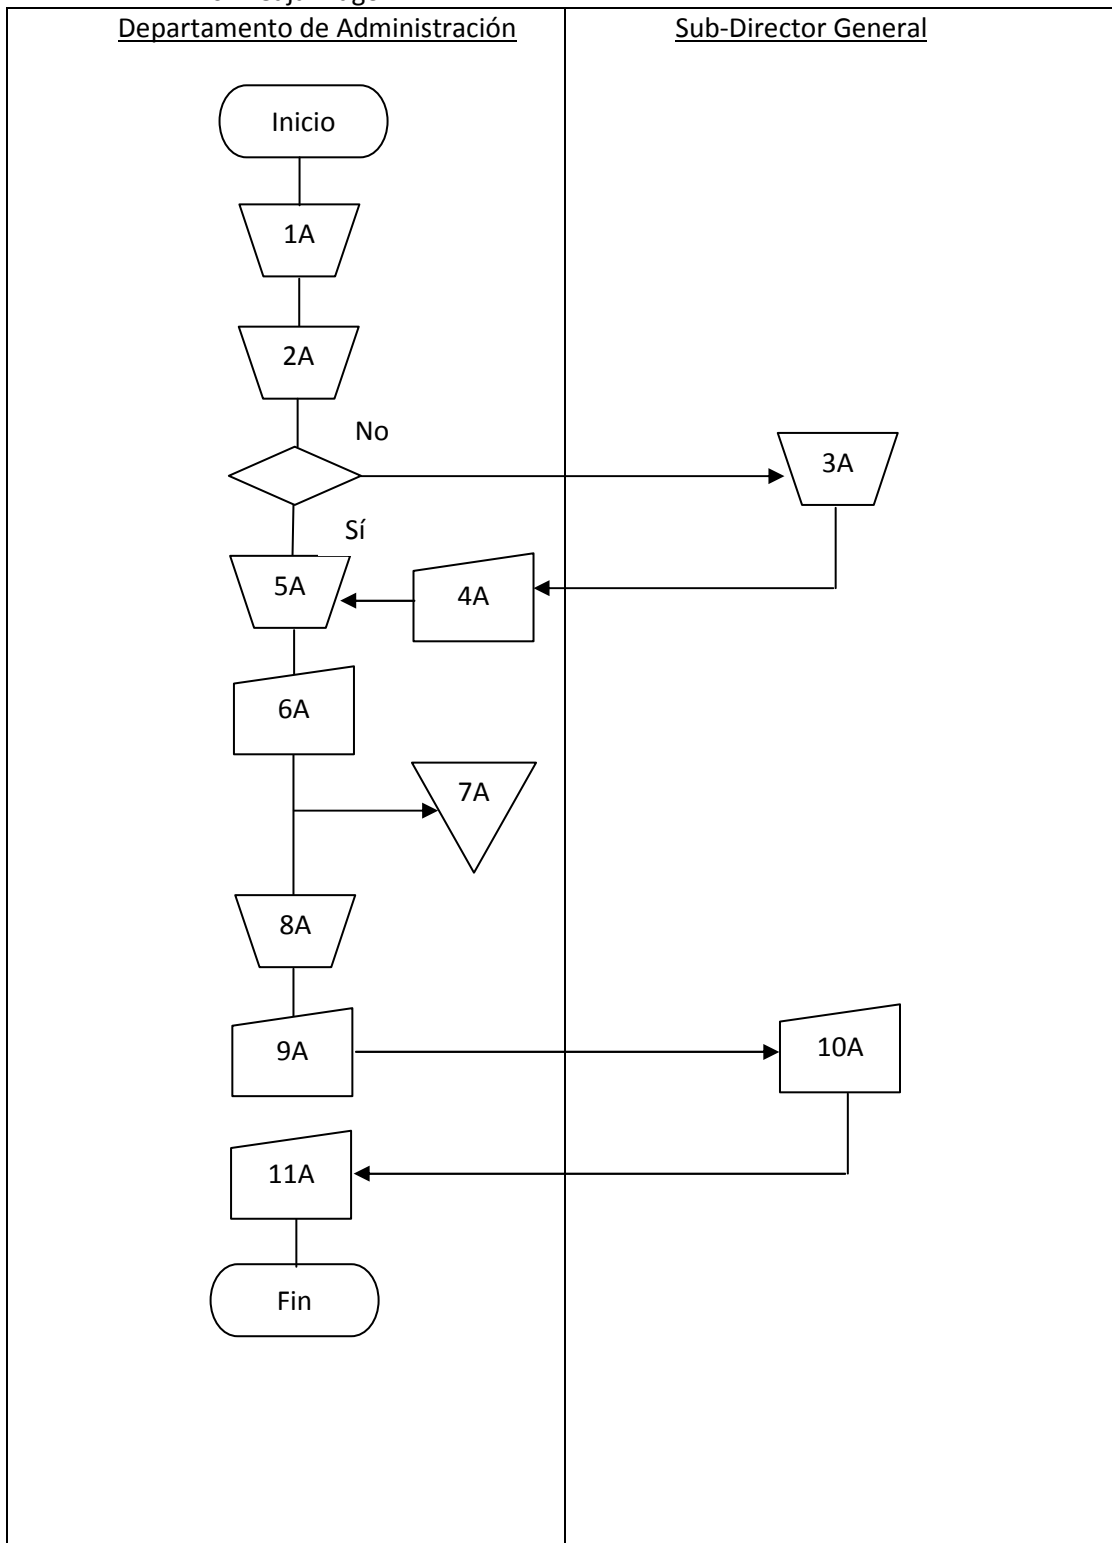 Departamento de Administración
Sub-Director General
Inicio
1A
2A
No
3A
Sí
5A
4A
6A
7A
8A
9A
10A
11A
Fin